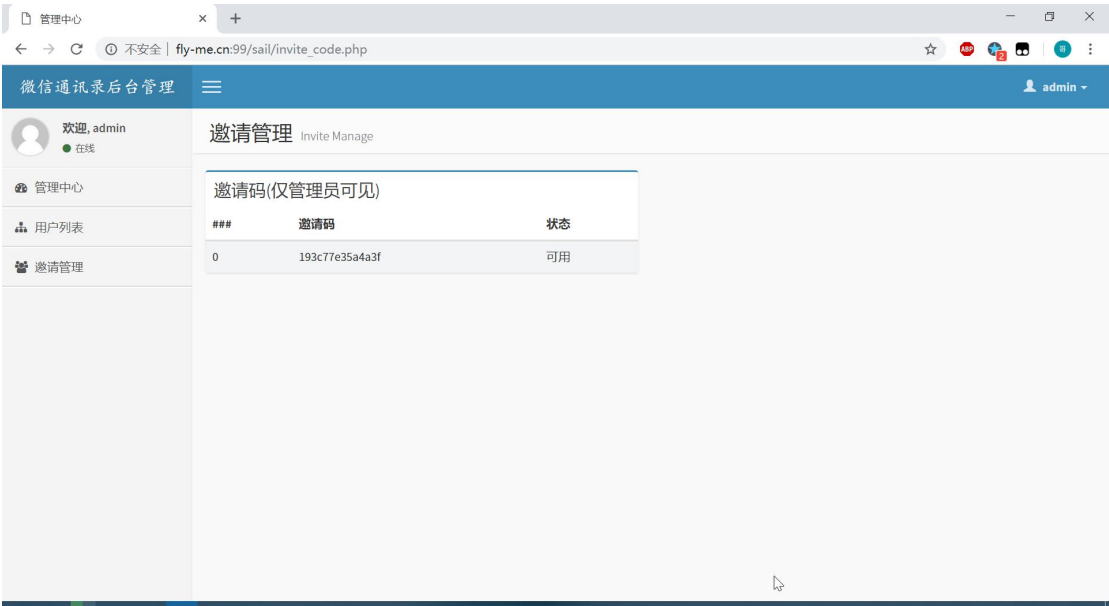 管理中心
不安全 | fly-me.cn:99/sail/invite_code.php
ABP
2
哥
微信通讯录后台管理
admin
欢迎, admin
在线
邀请管理 Invite Manage
管理中心
用户列表
邀请管理
邀请码(仅管理员可见)
### 邀请码 状态
0 193c77e35a4a3f 可用